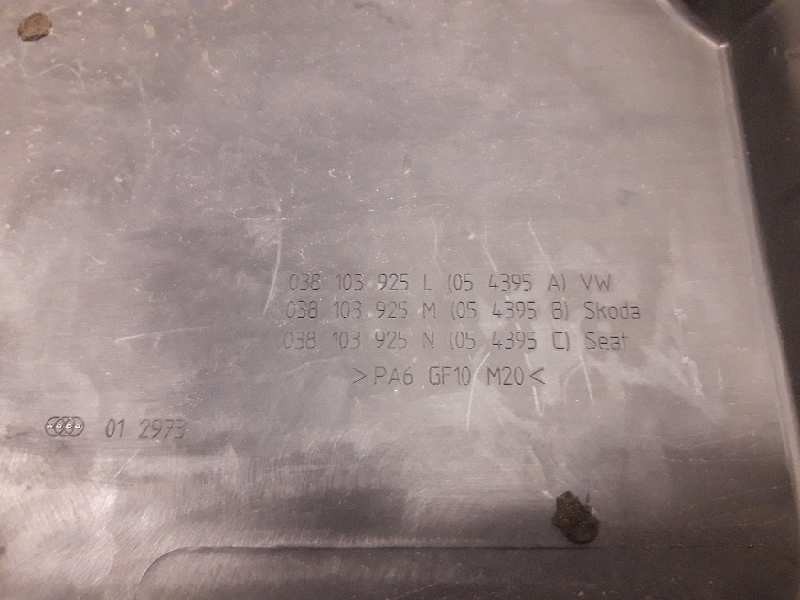 038 103 925 L (05 4395 A) VW
038 103 925 M (05 4395 B) Skoda
038 103 925 N (05 4395 C) Seat
>PA6 GF10 M20<
01 2973